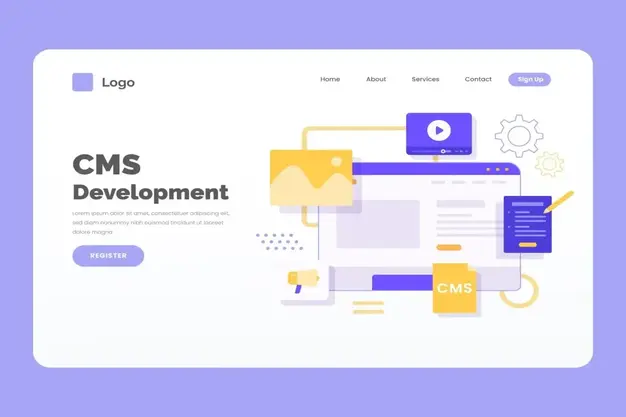 Logo
Home About Services Contact Sign Up
CMS
Development
Lorem ipsum dolor sit amet, consectetuer adipiscing elit, sed
diam nonummy nibh euismod tincidunt ut laoreet
dolore magna
REGISTER
CMS